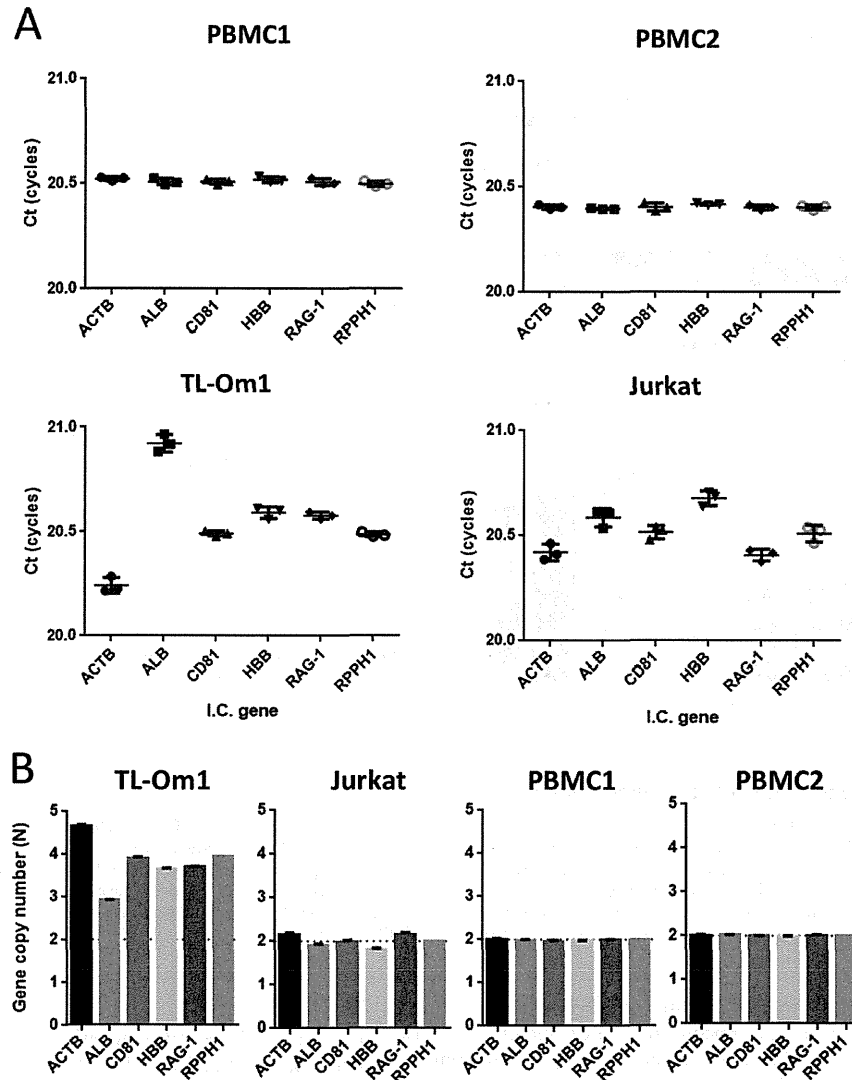 A
PBMC1
PBMC2
Ct (cycles)
21.0
20.5
20.0
ACTB
ALB
CD81
HBB
RAG-1
RPPH1
Ct (cycles)
21.0
20.5
20.0
ACTB
ALB
CD81
HBB
RAG-1
RPPH1
TL-Om1
Jurkat
Ct (cycles)
21.0
20.5
20.0
ACTB
ALB
CD81
HBB
RAG-1
RPPH1
I.C. gene
Ct (cycles)
21.0
20.5
20.0
ACTB
ALB
CD81
HBB
RAG-1
RPPH1
I.C. gene
B
TL-Om1
Jurkat
PBMC1
PBMC2
Gene copy number (N)
5
4
3
2
1
0
ACTB
ALB
CD81
HBB
RAG-1
RPPH1
5
4
3
2
1
0
ACTB
ALB
CD81
HBB
RAG-1
RPPH1
5
4
3
2
1
0
ACTB
ALB
CD81
HBB
RAG-1
RPPH1
5
4
3
2
1
0
ACTB
ALB
CD81
HBB
RAG-1
RPPH1